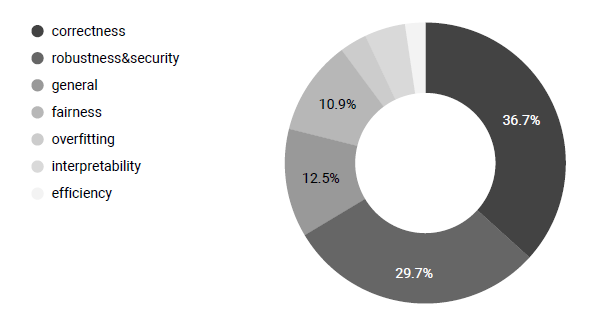 correctness
robustness&security
general
fairness
overfitting
interpretability
efficiency
36.7%
29.7%
12.5%
10.9%